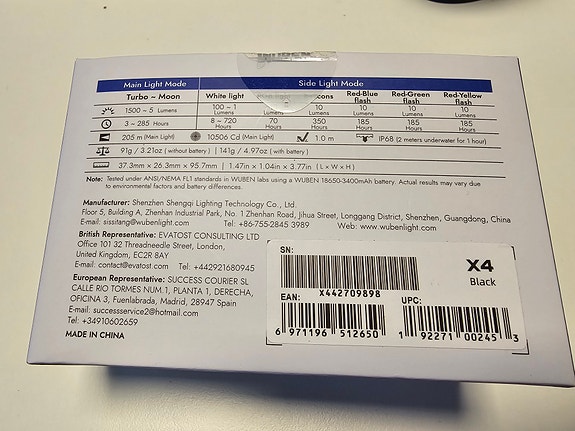 Main Light Mode Side Light Mode
Turbo – Moon White light Red-Blue flash Red-Green flash Red-Yellow flash
1500 ~ 5 Lumens 100 ~ 1 Lumens 10 Lumens 10 Lumens 10 Lumens 10 Lumens
3 ~ 285 Hours 8 ~ 720 Hours 70 Hours 350 Hours 185 Hours 185 Hours 185 Hours
205 m (Main Light) 10506 Cd (Main Light) 1.0 m IP68 (2 meters underwater for 1 hour)
91g / 3.21oz ( without battery ) | 141g / 4.97oz ( with battery )
37.3mm × 26.3mm × 95.7mm | 1.47in × 1.04in × 3.77in ( L × W × H )
Note: Tested under ANSI/NEMA FL1 standards in WUBEN labs using a WUBEN 18650-3400mAh battery. Actual results may vary due
to environmental factors and battery differences.
Manufacturer: Shenzhen Shengqi Lighting Technology Co., Ltd.
Floor 5, Building A, Zhenhan Industrial Park, No. 1 Zhenhan Road, Jihua Street, Longgang District, Shenzhen, Guangdong, China
E-mail: sissitang@wubenlight.com Tel: +86-755-2845 3989 Web: www.wubenlight.com
British Representative: EVATOST CONSULTING LTD
Office 101 32 Threadneedle Street, London,
United Kingdom, EC2R 8AY
E-mail: contact@evatost.com Tel: +442921680945
European Representative: SUCCESS COURIER SL
CALLE RIO TORMES NUM.1, PLANTA 1, DERECHA,
OFICINA 3, Fuenlabrada, Madrid, 28947 Spain
E-mail: successservice2@hotmail.com
Tel: +34910602659
MADE IN CHINA
SN:
X442709898
X4
Black
EAN:
6 971196 512650
UPC:
1 92271 00245 3